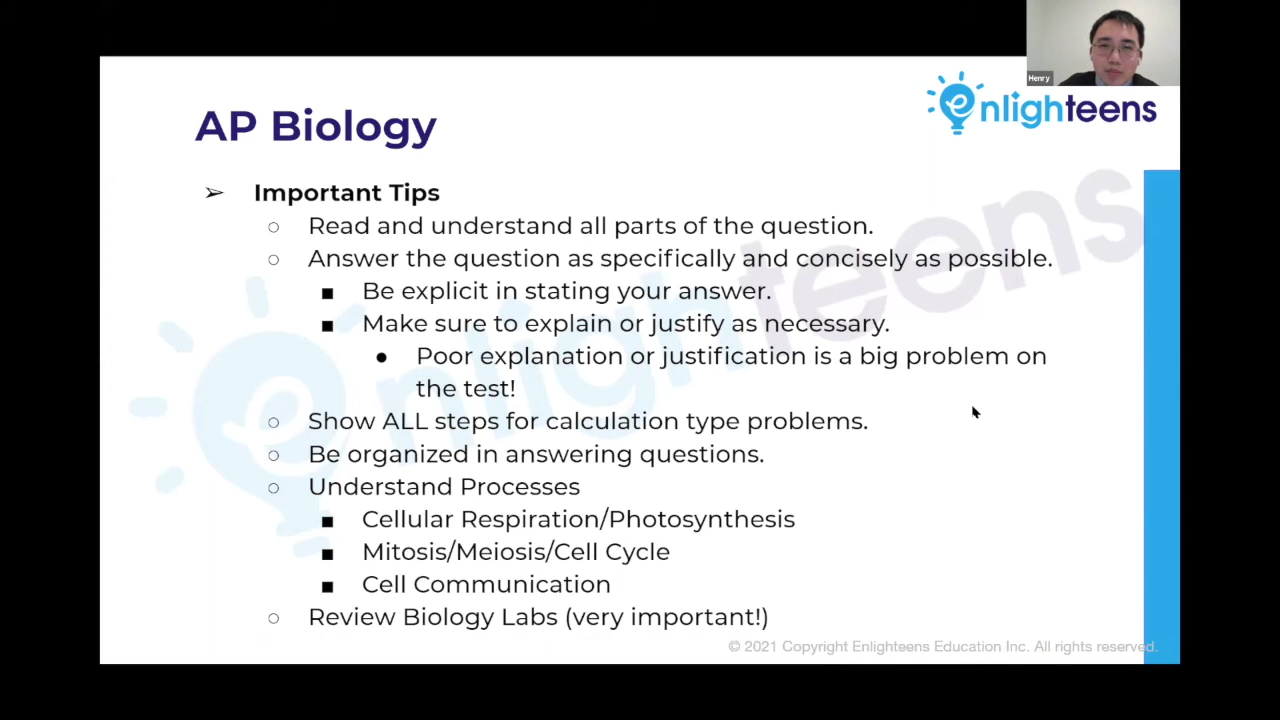 Henry
enlighteens
AP Biology
➢ Important Tips
○ Read and understand all parts of the question.
○ Answer the question as specifically and concisely as possible.
■ Be explicit in stating your answer.
■ Make sure to explain or justify as necessary.
● Poor explanation or justification is a big problem on
the test!
○ Show ALL steps for calculation type problems.
○ Be organized in answering questions.
○ Understand Processes
■ Cellular Respiration/Photosynthesis
■ Mitosis/Meiosis/Cell Cycle
■ Cell Communication
○ Review Biology Labs (very important!)
enlighteens
© 2021 Copyright Enlighteens Education Inc. All rights reserved.